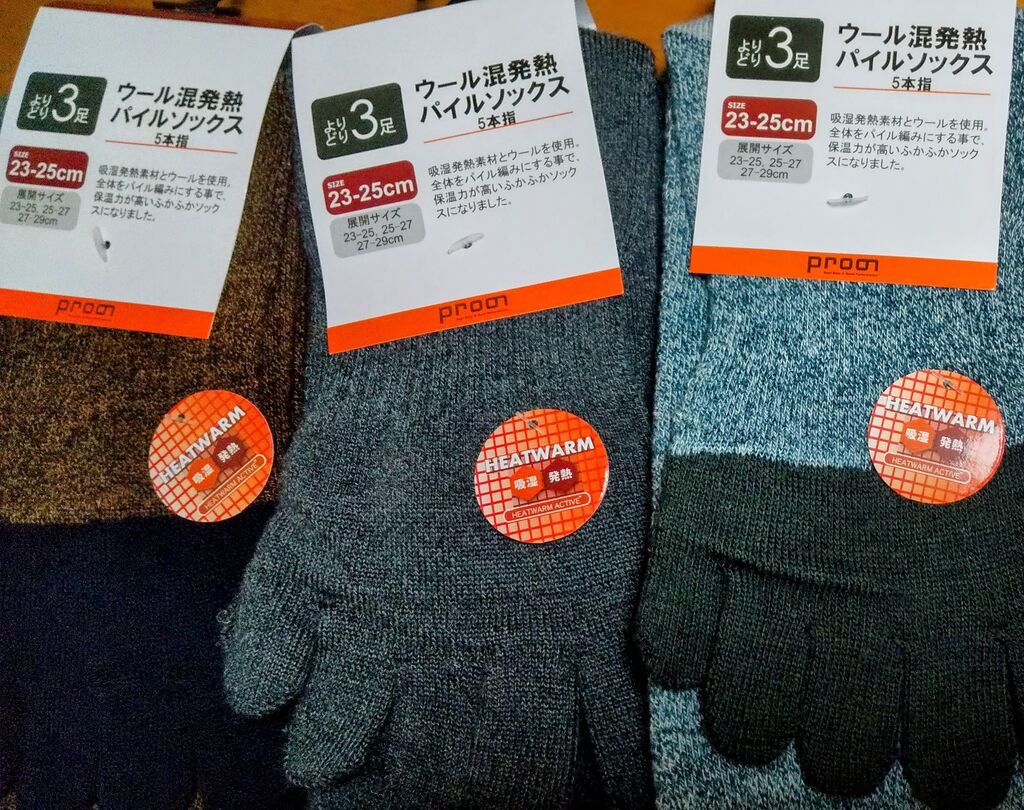 よりどり3足
ウール混発熱
パイルソックス
5本指
SIZE
23-25cm
展開サイズ
23-25, 25-27
27-29cm
吸湿発熱素材とウールを使用。
全体をパイル編みにする事で、
保温力が高いふかふかソック
スになりました。
proon
HEATWARM
吸湿 発熱
HEATWARM ACTIVE
よりどり3足
ウール混発熱
パイルソックス
5本指
SIZE
23-25cm
展開サイズ
23-25, 25-27
27-29cm
吸湿発熱素材とウールを使用。
全体をパイル編みにする事で、
保温力が高いふかふかソック
スになりました。
proon
HEATWARM
吸湿 発熱
HEATWARM ACTIVE
よりどり3足
ウール混発熱
パイルソックス
5本指
SIZE
23-25cm
展開サイズ
23-25, 25-27
27-29cm
吸湿発熱素材とウールを使用。
全体をパイル編みにする事で、
保温力が高いふかふかソック
スになりました。
proon
HEATWARM
吸湿 発熱
HEATWARM ACTIVE